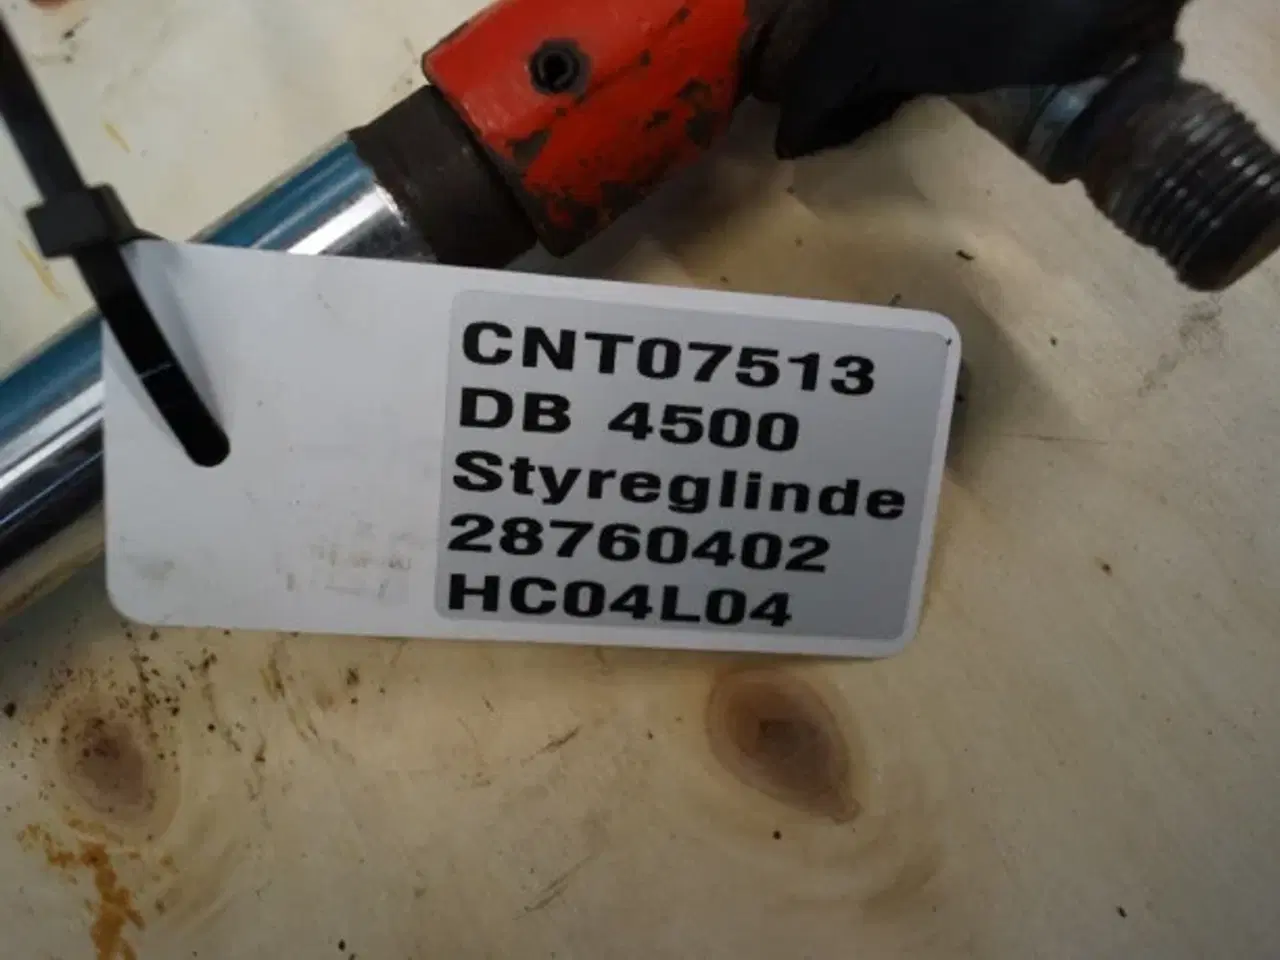 CNT07513
DB 4500
Styreglinde
28760402
HC04L04